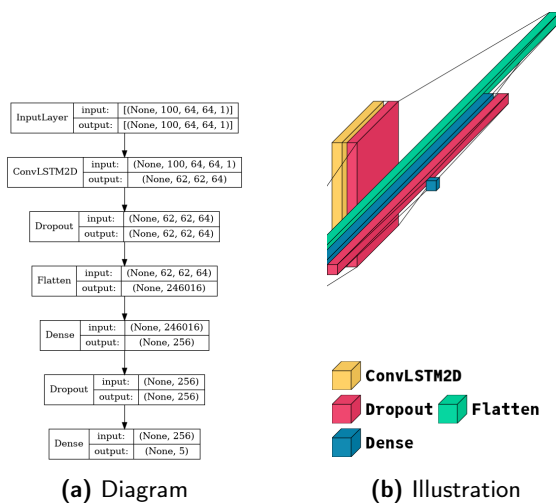 InputLayer input: [(None, 100, 64, 64, 1)]
output: [(None, 100, 64, 64, 1)]
ConvLSTM2D input: (None, 100, 64, 64, 1)
output: (None, 62, 62, 64)
Dropout input: (None, 62, 62, 64)
output: (None, 62, 62, 64)
Flatten input: (None, 62, 62, 64)
output: (None, 246016)
Dense input: (None, 246016)
output: (None, 256)
Dropout input: (None, 256)
output: (None, 256)
Dense input: (None, 256)
output: (None, 5)
(a) Diagram
ConvLSTM2D
Dropout Flatten
Dense
(b) Illustration